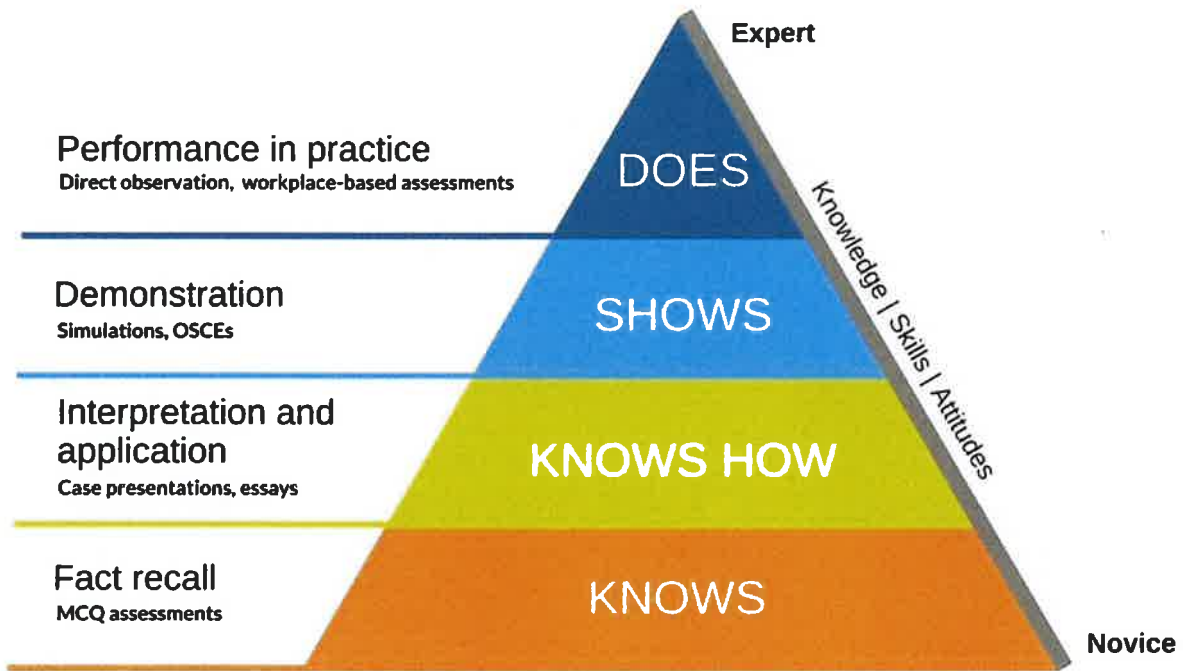 Expert
Performance in practice
Direct observation, workplace-based assessments
DOES
Knowledge | Skills | Attitudes
Demonstration
Simulations, OSCEs
SHOWS
Interpretation and
application
Case presentations, essays
KNOWS HOW
Fact recall
MCQ assessments
KNOWS
Novice